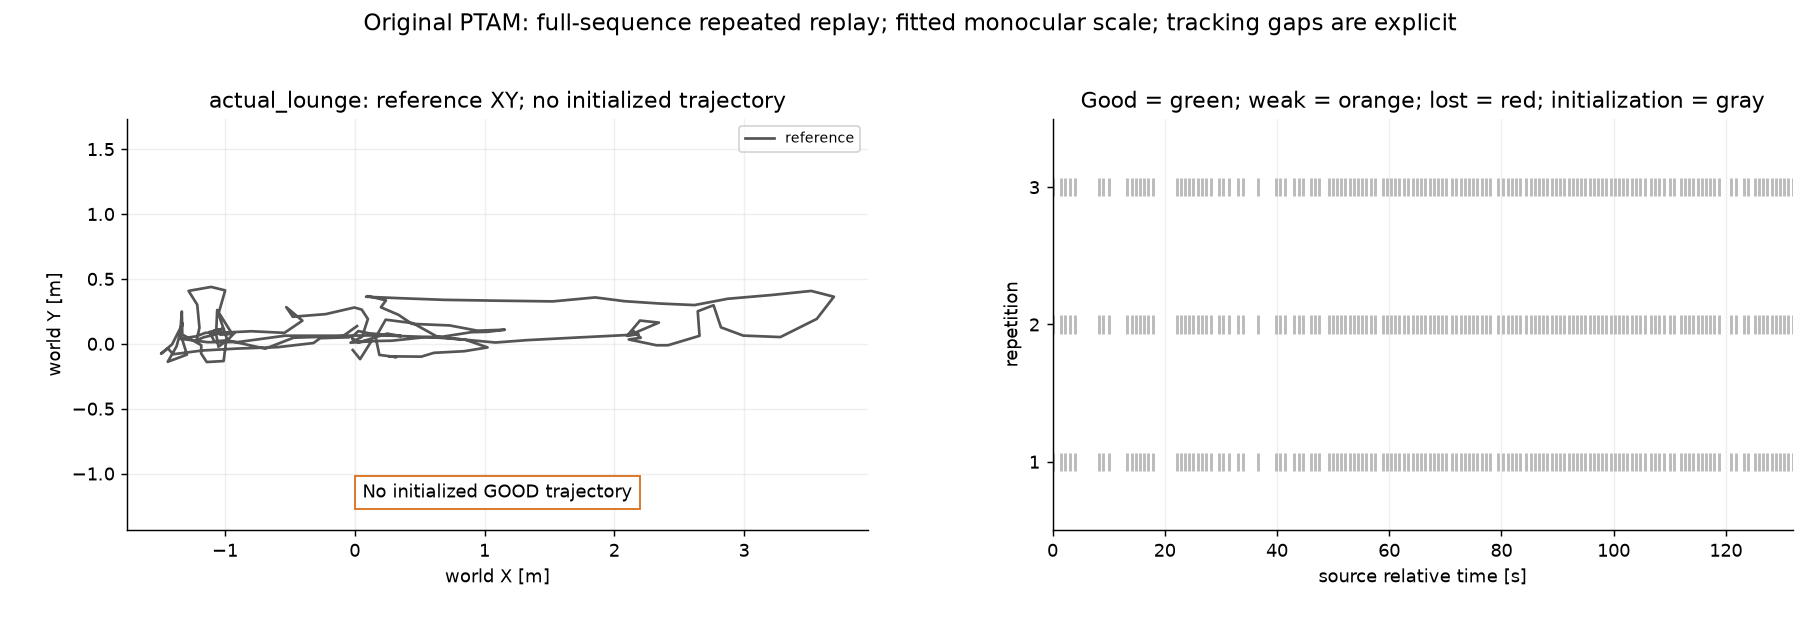 Original PTAM: full-sequence repeated replay; fitted monocular scale; tracking gaps are explicit
actual_lounge: reference XY; no initialized trajectory
reference
1.5
1.0
0.5
0.0
−0.5
−1.0
world Y [m]
No initialized GOOD trajectory
−1
0
1
2
3
world X [m]
Good = green; weak = orange; lost = red; initialization = gray
3
2
1
repetition
0
20
40
60
80
100
120
source relative time [s]